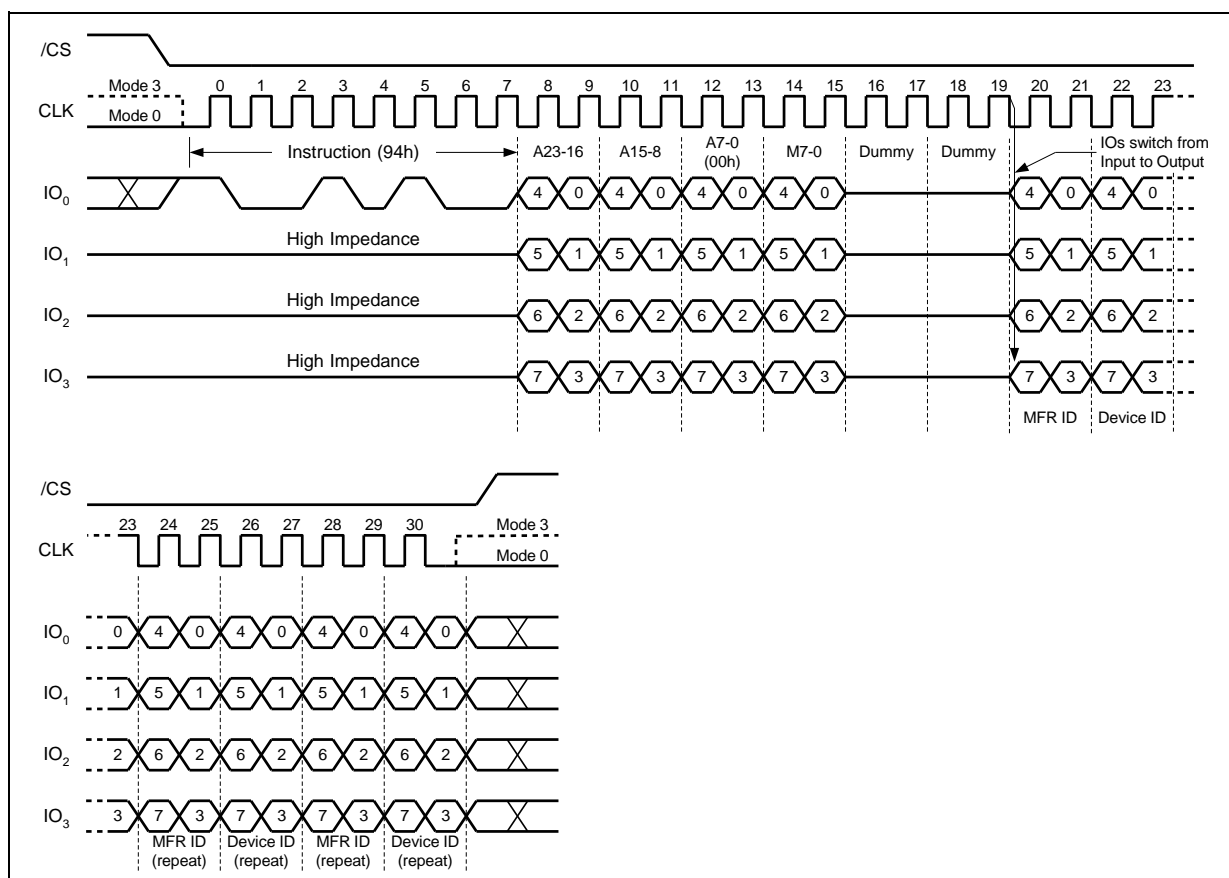 /CS
Mode 3 0 1 2 3 4 5 6 7 8 9 10 11 12 13 14 15 16 17 18 19 20 21 22 23
CLK Mode 0
Instruction (94h) A23-16 A15-8 A7-0 (00h) M7-0 Dummy Dummy IOs switch from Input to Output
IO0 4 0 4 0 4 0 4 0 4 0 4 0
High Impedance
IO1 5 1 5 1 5 1 5 1 5 1 5 1
High Impedance
IO2 6 2 6 2 6 2 6 2 6 2 6 2
High Impedance
IO3 7 3 7 3 7 3 7 3 7 3 7 3
MFR ID Device ID
/CS
23 24 25 26 27 28 29 30 Mode 3
CLK Mode 0
IO0 0 4 0 4 0 4 0 4 0
IO1 1 5 1 5 1 5 1 5 1
IO2 2 6 2 6 2 6 2 6 2
IO3 3 7 3 7 3 7 3 7 3
MFR ID Device ID MFR ID Device ID
(repeat) (repeat) (repeat) (repeat)